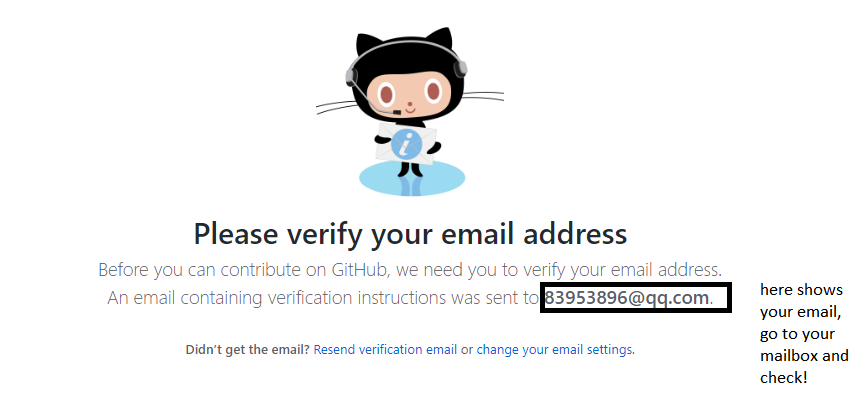 Please verify your email address
Before you can contribute on GitHub, we need you to verify your email address.
An email containing verification instructions was sent to 83953896@qq.com.
Didn't get the email? Resend verification email or change your email settings.
here shows
your email,
go to your
mailbox and
check!